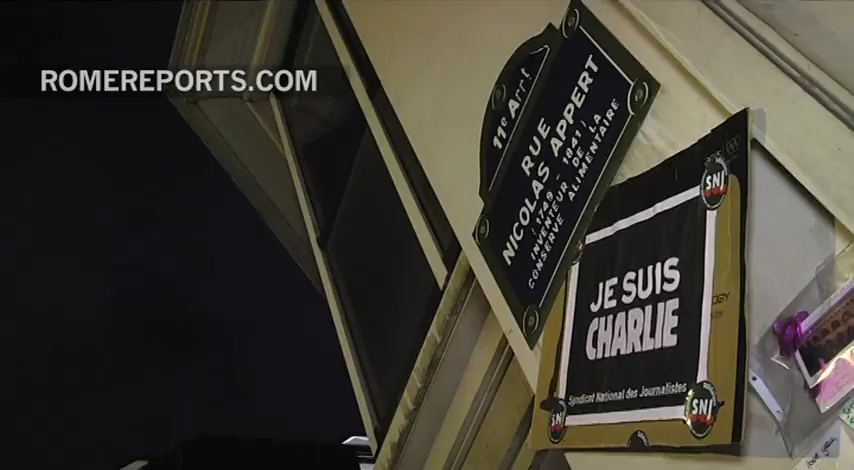 ROMEREPORTS.COM
11e Arrt
RUE
NICOLAS APPERT
(1749 - 1841)
INVENTEUR DE LA
CONSERVE ALIMENTAIRE
SNJ
JE SUIS
CHARLIE
Syndicat National des Journalistes
SNJ
SNJ